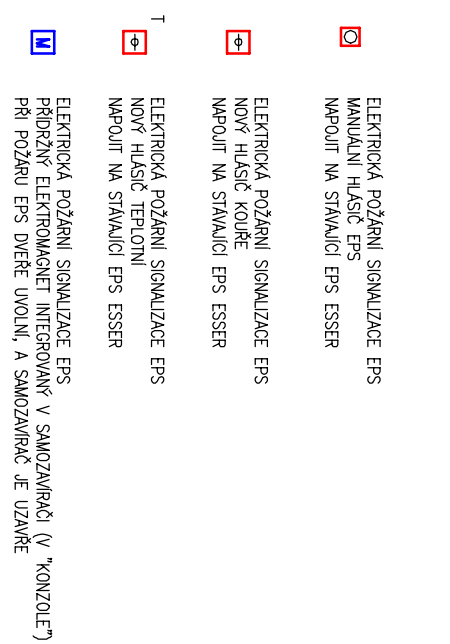 ELEKTRICKÁ POŽÁRNÍ SIGNALIZACE EPS
MANUÁLNÍ HLÁSIČ EPS
NAPOJIT NA STÁVAJÍCÍ EPS ESSER
ELEKTRICKÁ POŽÁRNÍ SIGNALIZACE EPS
NOVÝ HLÁSIČ KOUŘE
NAPOJIT NA STÁVAJÍCÍ EPS ESSER
T
ELEKTRICKÁ POŽÁRNÍ SIGNALIZACE EPS
NOVÝ HLÁSIČ TEPLOTNÍ
NAPOJIT NA STÁVAJÍCÍ EPS ESSER
M
ELEKTRICKÁ POŽÁRNÍ SIGNALIZACE EPS
PŘÍDRŽNÝ ELEKTROMAGNET INTEGROVANÝ V SAMOZAVÍRAČI (V "KONZOLE")
PŘI POŽÁRU EPS DVEŘE UVOLNÍ, A SAMOZAVÍRAČ JE UZAVŘE